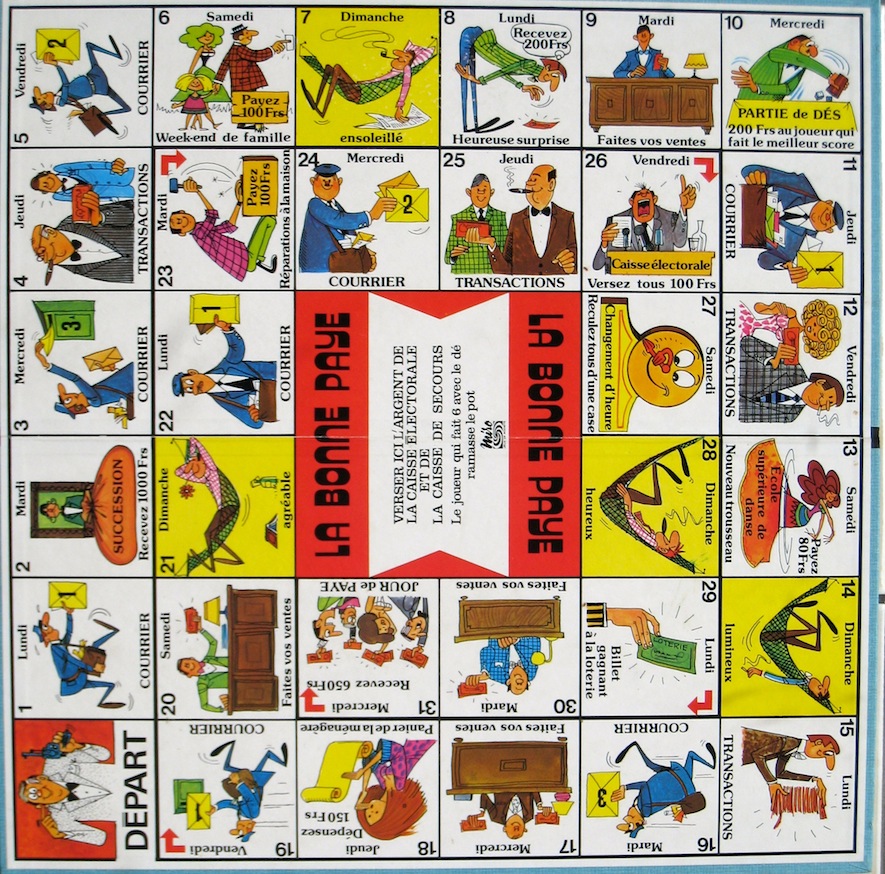 DÉPART
1
Lundi
1
COURRIER
2
Mardi
SUCCESSION
Recevez 1000 Frs
3
Mercredi
3
COURRIER
4
Jeudi
TRANSACTIONS
5
Vendredi
2
COURRIER
6
Samedi
Payez
100 Frs
Week-end de famille
7
Dimanche
ensoleillé
8
Lundi
Recevez
200Frs
Heureuse surprise
9
Mardi
Faites vos ventes
10
Mercredi
PARTIE de DÉS
200 Frs au joueur qui
fait le meilleur score
11
Jeudi
1
COURRIER
12
Vendredi
TRANSACTIONS
13
Samédi
Ecole
supérieure de
danse
Payez
80Frs
Nouveau trousseau
14
Dimanche
lumineux
15
Lundi
TRANSACTIONS
16
Mardi
3
COURRIER
17
Mercredi
Faites vos ventes
18
Jeudi
Dépensez
150 Frs
Panier de la ménagère
19
Vendredi
1
COURRIER
20
Samedi
Faites vos ventes
21
Dimanche
agréable
22
Lundi
1
COURRIER
23
Mardi
Payez
100 Frs
Réparations à la maison
24
Mercredi
2
COURRIER
25
Jeudi
TRANSACTIONS
26
Vendredi
Caisse électorale
Versez tous 100 Frs
27
Samedi
Changement d'heure
Reculez tous d'une case
28
Dimanche
heureux
29
Lundi
LOTERIE
Billet
gagnant
à la loterie
30
Mardi
Faites vos ventes
31
Mercredi
Recevez 650Frs
JOUR de PAYE
LA BONNE PAYE
VERSER ICI L'ARGENT DE
LA CAISSE ÉLECTORALE
ET DE
LA CAISSE DE SECOURS
Le joueur qui fait 6 avec le dé
ramasse le pot
miro
LA BONNE PAYE